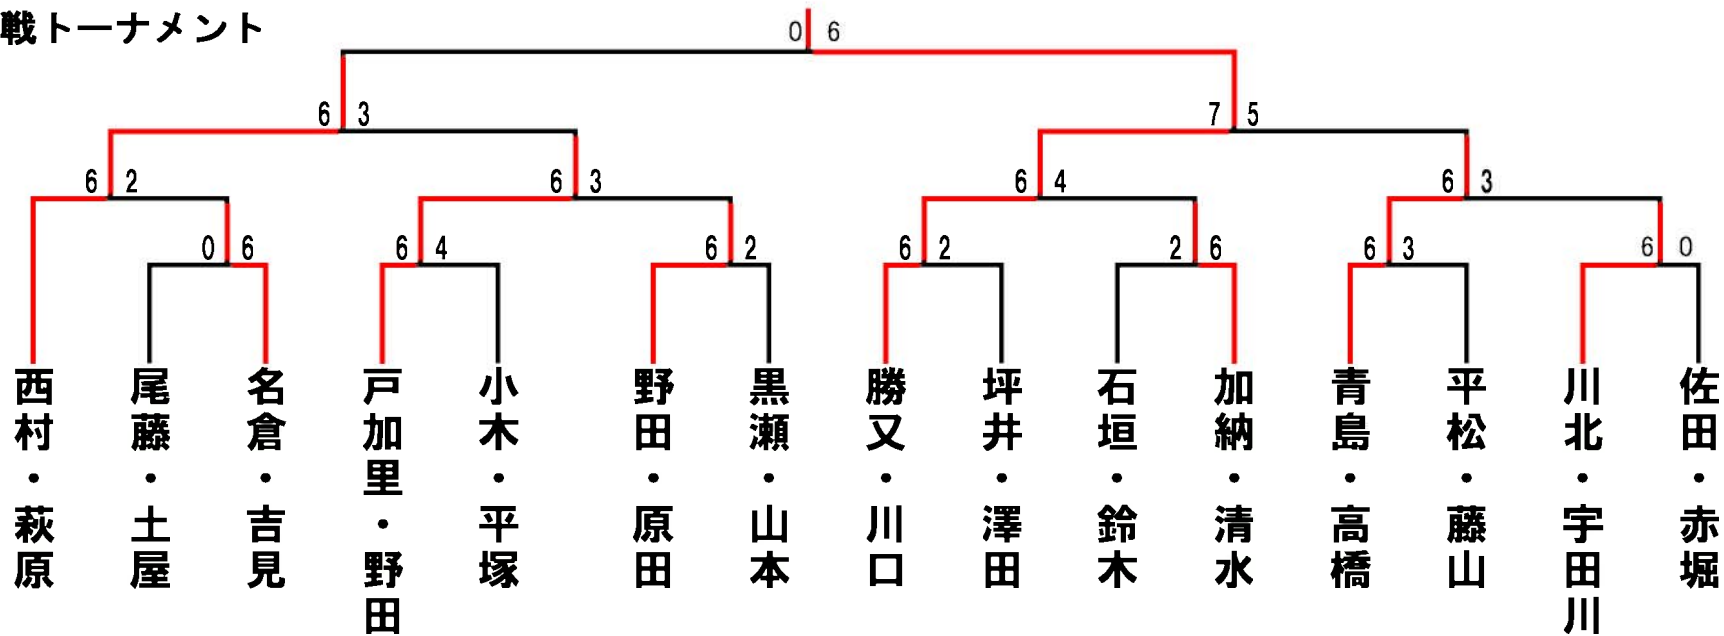 戦トーナメント
0 6
6 3
7 5
6 2
6 3
6 4
6 3
0 6
6 4
6 2
6 2
2 6
6 3
6 0
西村・萩原
尾藤・土屋
名倉・吉見
戸加里・野田
小木・平塚
野田・原田
黒瀬・山本
勝又・川口
坪井・澤田
石垣・鈴木
加納・清水
青島・高橋
平松・藤山
川北・宇田川
佐田・赤堀